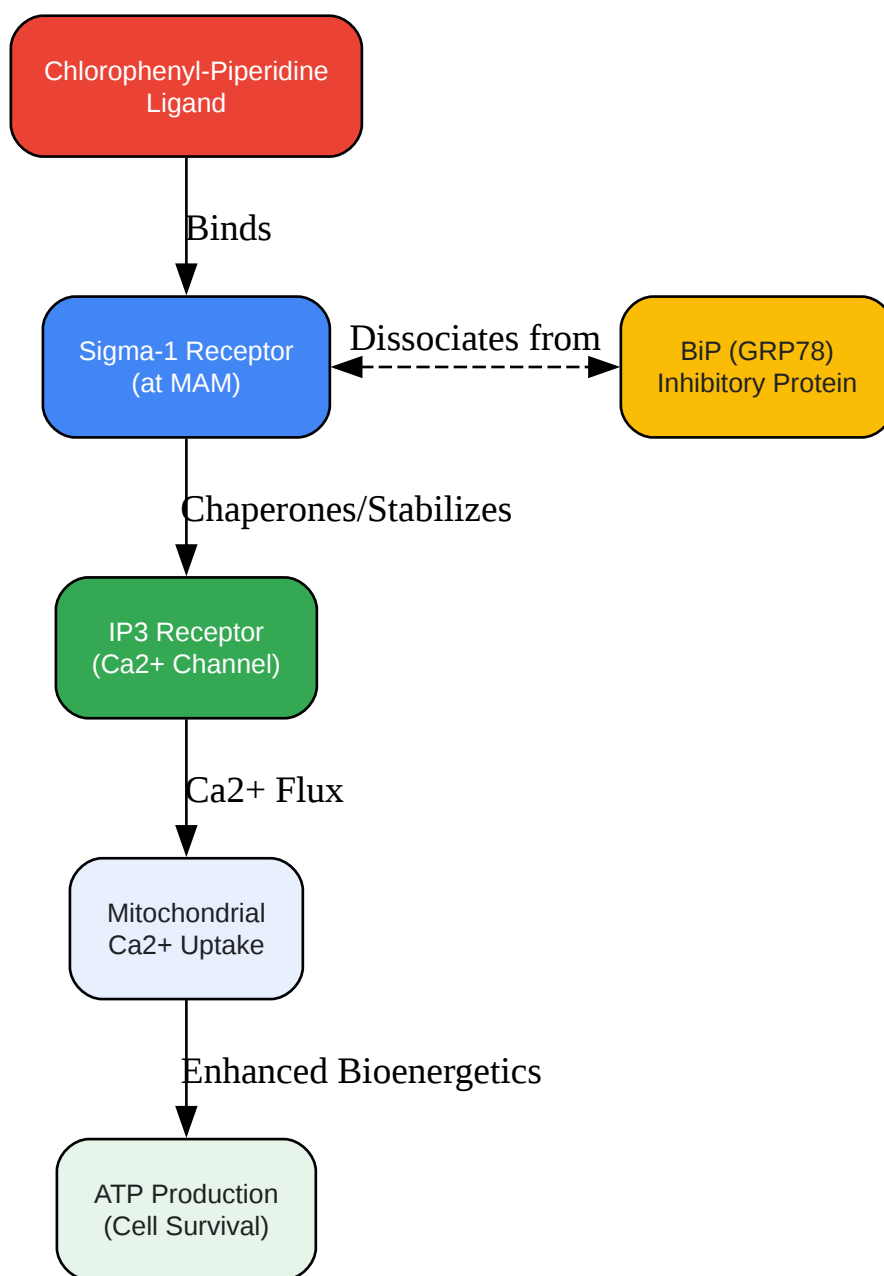 Chlorophenyl-Piperidine
Ligand
Binds
Sigma-1 Receptor
(at MAM)
Dissociates from
BiP (GRP78)
Inhibitory Protein
Chaperones/Stabilizes
IP3 Receptor
(Ca2+ Channel)
Ca2+ Flux
Mitochondrial
Ca2+ Uptake
Enhanced Bioenergetics
ATP Production
(Cell Survival)